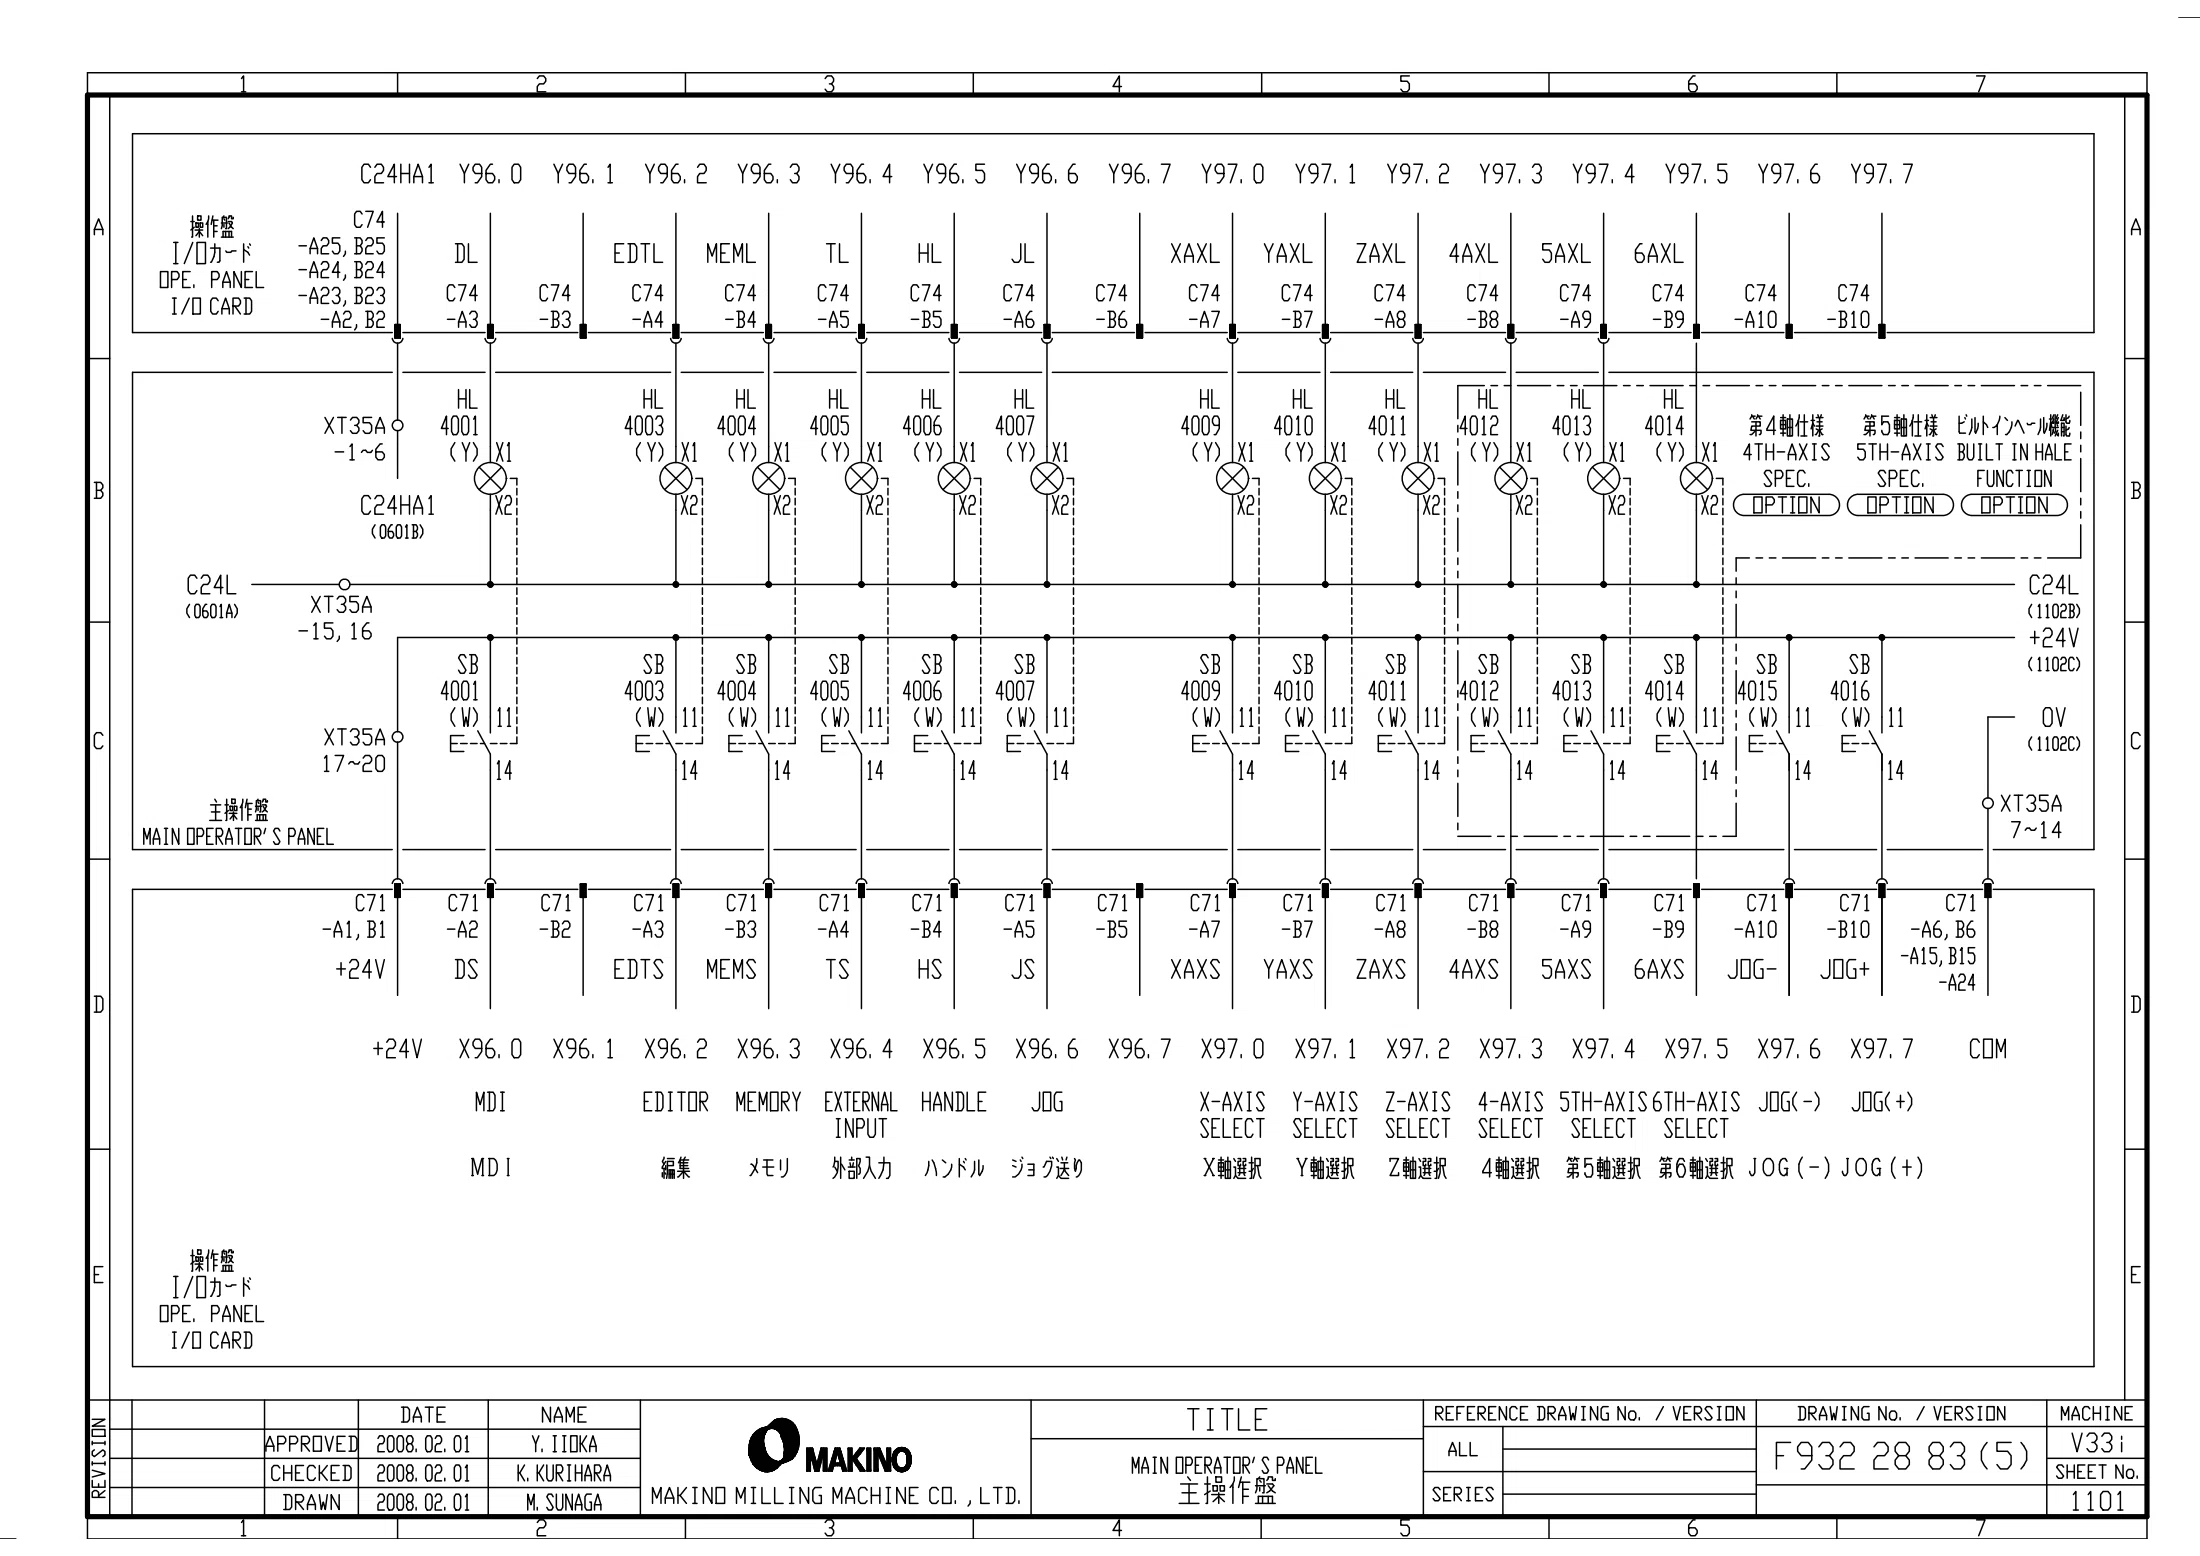 1 2 3 4 5 6 7
C24HA1 Y96.0 Y96.1 Y96.2 Y96.3 Y96.4 Y96.5 Y96.6 Y96.7 Y97.0 Y97.1 Y97.2 Y97.3 Y97.4 Y97.5 Y97.6 Y97.7
A A
操作盤
I/Oカード
OPE. PANEL
I/O CARD
C74
-A25,B25
-A24,B24
-A23,B23
-A2,B2
DL EDTL MEML TL HL JL XAXL YAXL ZAXL 4AXL 5AXL 6AXL
C74 C74 C74 C74 C74 C74 C74 C74 C74 C74 C74 C74 C74 C74 C74 C74
-A3 -B3 -A4 -B4 -A5 -B5 -A6 -B6 -A7 -B7 -A8 -B8 -A9 -B9 -A10 -B10
HL HL HL HL HL HL HL HL HL HL HL HL
4001 4003 4004 4005 4006 4007 4009 4010 4011 4012 4013 4014
(Y) X1 (Y) X1 (Y) X1 (Y) X1 (Y) X1 (Y) X1 (Y) X1 (Y) X1 (Y) X1 (Y) X1 (Y) X1 (Y) X1
X2 X2 X2 X2 X2 X2 X2 X2 X2 X2 X2 X2
XT35A
-1~6
C24HA1
(0601B)
第4軸仕様
4TH-AXIS
SPEC.
OPTION
第5軸仕様
5TH-AXIS
SPEC.
OPTION
ビルトインヘール機能
BUILT IN HALE
FUNCTION
OPTION
B B
C24L
(0601A)
XT35A
-15,16
C24L
(1102B)
+24V
(1102C)
SB SB SB SB SB SB SB SB SB SB SB SB SB SB
4001 4003 4004 4005 4006 4007 4009 4010 4011 4012 4013 4014 4015 4016
(W) 11 (W) 11 (W) 11 (W) 11 (W) 11 (W) 11 (W) 11 (W) 11 (W) 11 (W) 11 (W) 11 (W) 11 (W) 11 (W) 11
14 14 14 14 14 14 14 14 14 14 14 14 14 14
C C
XT35A
17~20
0V
(1102C)
XT35A
7~14
主操作盤
MAIN OPERATOR'S PANEL
C71 C71 C71 C71 C71 C71 C71 C71 C71 C71 C71 C71 C71 C71 C71 C71 C71 C71
-A1,B1 -A2 -B2 -A3 -B3 -A4 -B4 -A5 -B5 -A7 -B7 -A8 -B8 -A9 -B9 -A10 -B10 -A6,B6
-A15,B15
-A24
+24V DS EDTS MEMS TS HS JS XAXS YAXS ZAXS 4AXS 5AXS 6AXS JOG- JOG+
D D
+24V X96.0 X96.1 X96.2 X96.3 X96.4 X96.5 X96.6 X96.7 X97.0 X97.1 X97.2 X97.3 X97.4 X97.5 X97.6 X97.7 COM
MDI EDITOR MEMORY EXTERNAL HANDLE JOG X-AXIS Y-AXIS Z-AXIS 4-AXIS 5TH-AXIS 6TH-AXIS JOG(-) JOG(+)
INPUT SELECT SELECT SELECT SELECT SELECT SELECT
MDI 編集 メモリ 外部入力 ハンドル ジョグ送り X軸選択 Y軸選択 Z軸選択 4軸選択 第5軸選択 第6軸選択 JOG(-) JOG(+)
E E
操作盤
I/Oカード
OPE. PANEL
I/O CARD
REVISION
DATE NAME
APPROVED 2008.02.01 Y.IIOKA
CHECKED 2008.02.01 K.KURIHARA
DRAWN 2008.02.01 M.SUNAGA
MAKINO
MAKINO MILLING MACHINE CO.,LTD.
TITLE
MAIN OPERATOR'S PANEL
主操作盤
REFERENCE DRAWING No. / VERSION
ALL
SERIES
DRAWING No. / VERSION
F932 28 83(5)
MACHINE
V33i
SHEET No.
1101
1 2 3 4 5 6 7